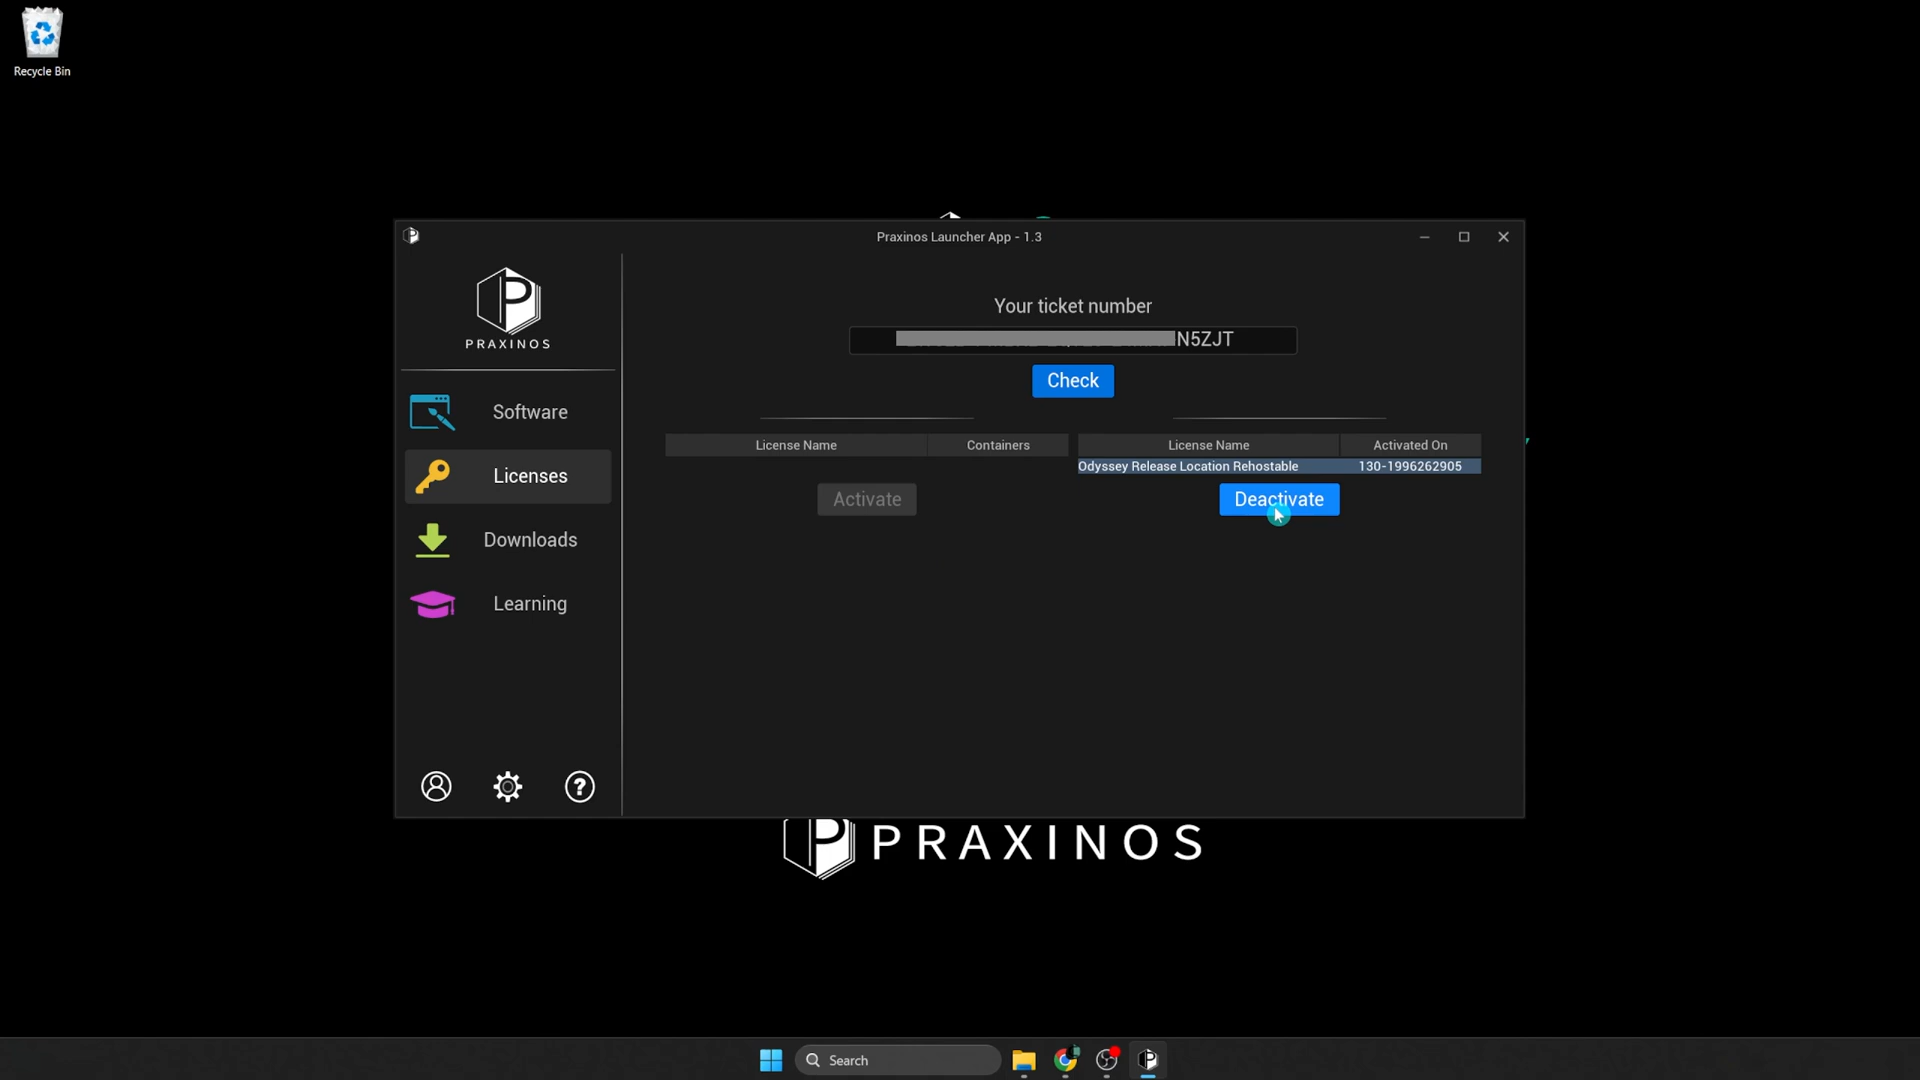 Recycle Bin
Praxinos Launcher App - 1.3
PRAXINOS
Software
Licenses
Downloads
Learning
Your ticket number
N5ZJT
Check
License Name Containers
Activate
License Name Activated On
Odyssey Release Location Rehostable 130-1996262905
Deactivate
PRAXINOS
Search